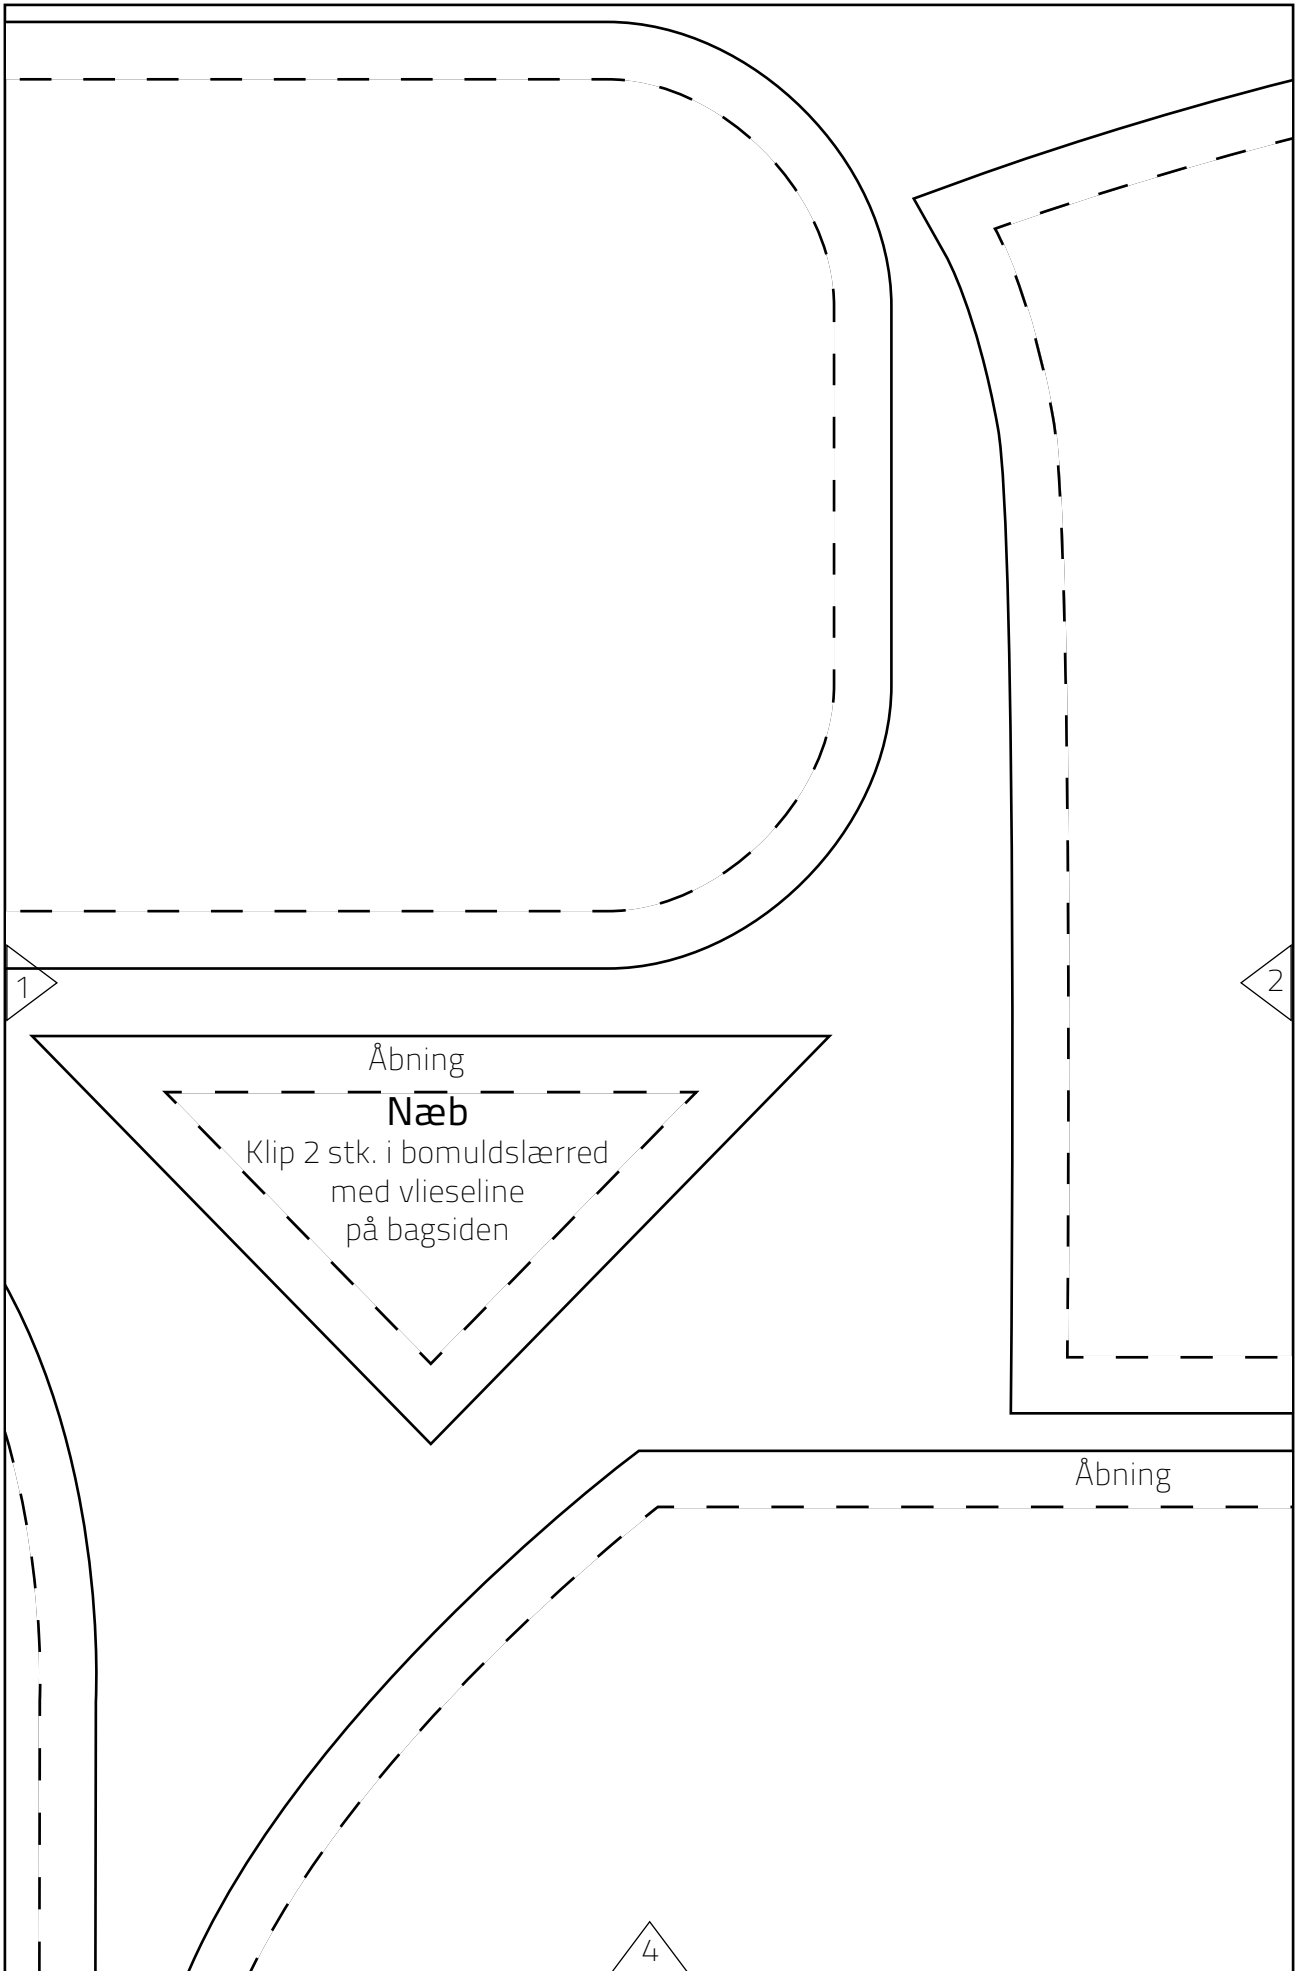 1
2
Åbning
Næb
Klip 2 stk. i bomuldslærred
med vlieseline
på bagsiden
Åbning
4